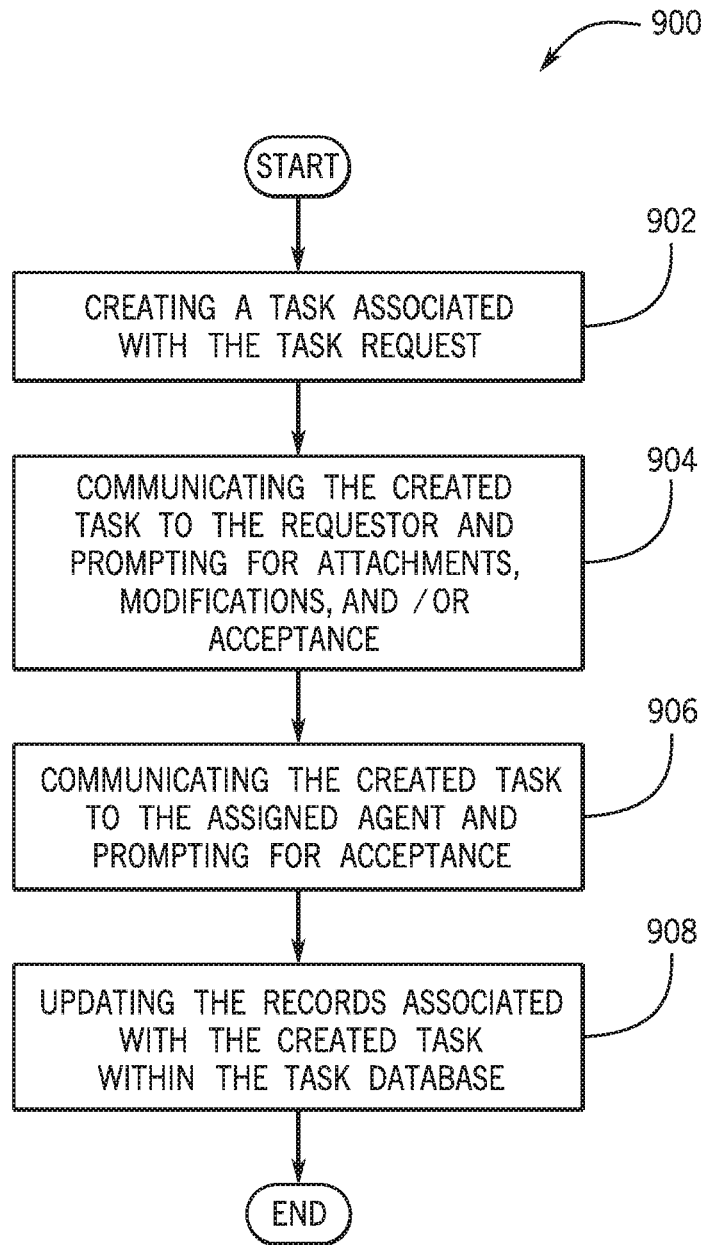 900
START
902
CREATING A TASK ASSOCIATED
WITH THE TASK REQUEST
904
COMMUNICATING THE CREATED
TASK TO THE REQUESTOR AND
PROMPTING FOR ATTACHMENTS,
MODIFICATIONS, AND /OR
ACCEPTANCE
906
COMMUNICATING THE CREATED TASK
TO THE ASSIGNED AGENT AND
PROMPTING FOR ACCEPTANCE
908
UPDATING THE RECORDS ASSOCIATED
WITH THE CREATED TASK
WITHIN THE TASK DATABASE
END